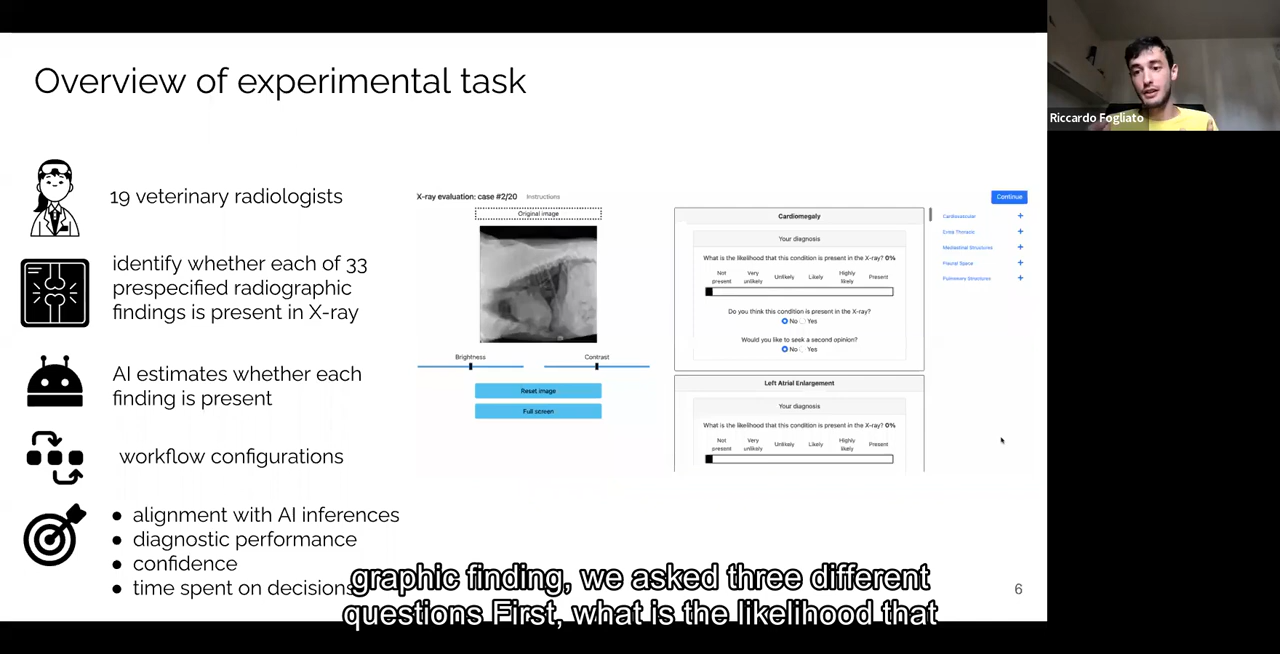 Overview of experimental task
Riccardo Fogliato
19 veterinary radiologists
identify whether each of 33
prespecified radiographic
findings is present in X-ray
AI estimates whether each
finding is present
workflow configurations
● alignment with AI inferences
● diagnostic performance
● confidence
● time spent on decisions
X-ray evaluation: case #2/20 Instructions
Original image
Brightness Contrast
Reset image
Full screen
Cardiomegaly
Your diagnosis
What is the likelihood that this condition is present in the X-ray? 0%
Not present Very unlikely Unlikely Likely Highly likely Present
Do you think this condition is present in the X-ray?
No Yes
Would you like to seek a second opinion?
No Yes
Left Atrial Enlargement
Your diagnosis
What is the likelihood that this condition is present in the X-ray? 0%
Not present Very unlikely Unlikely Likely Highly likely Present
Continue
Cardiovascular +
Extra Thoracic +
Mediastinal Structures +
Pleural Space +
Pulmonary Structures +
graphic finding, we asked three different
questions First, what is the likelihood that
6